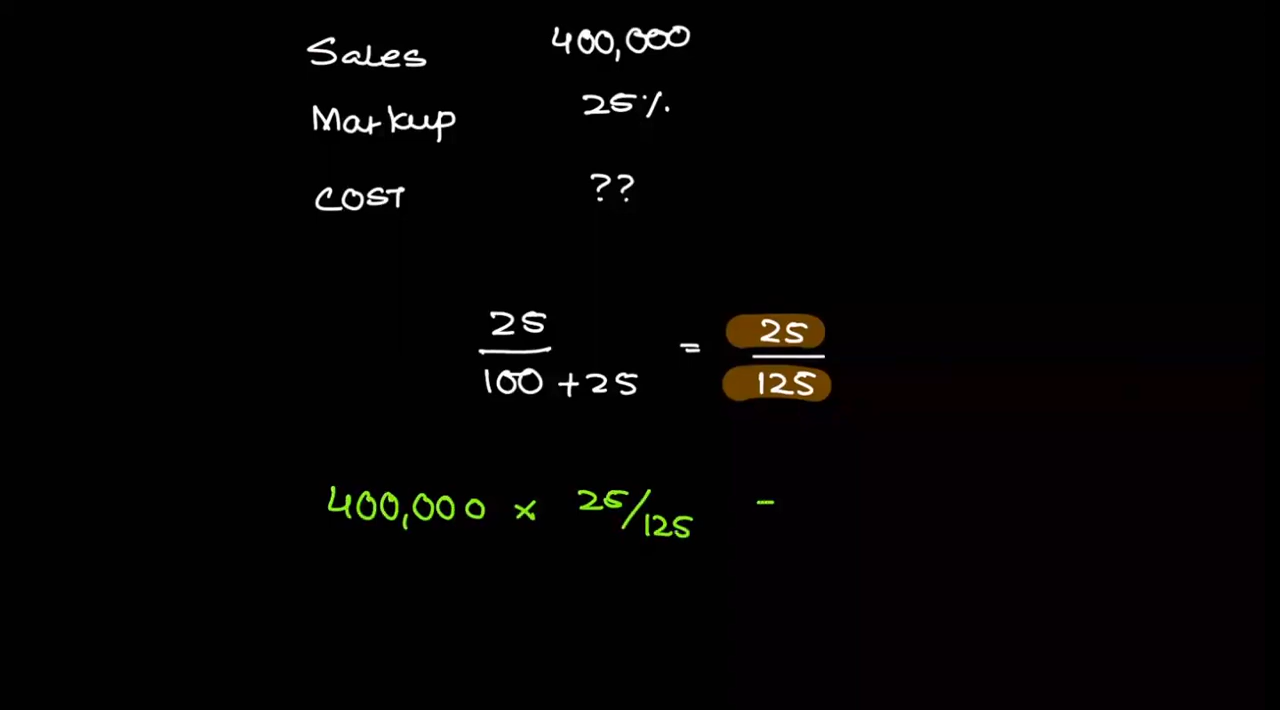 Sales 400,000
Markup 25%
COST ??
25 = 25
100 + 25 125
400,000 × 25/125 =